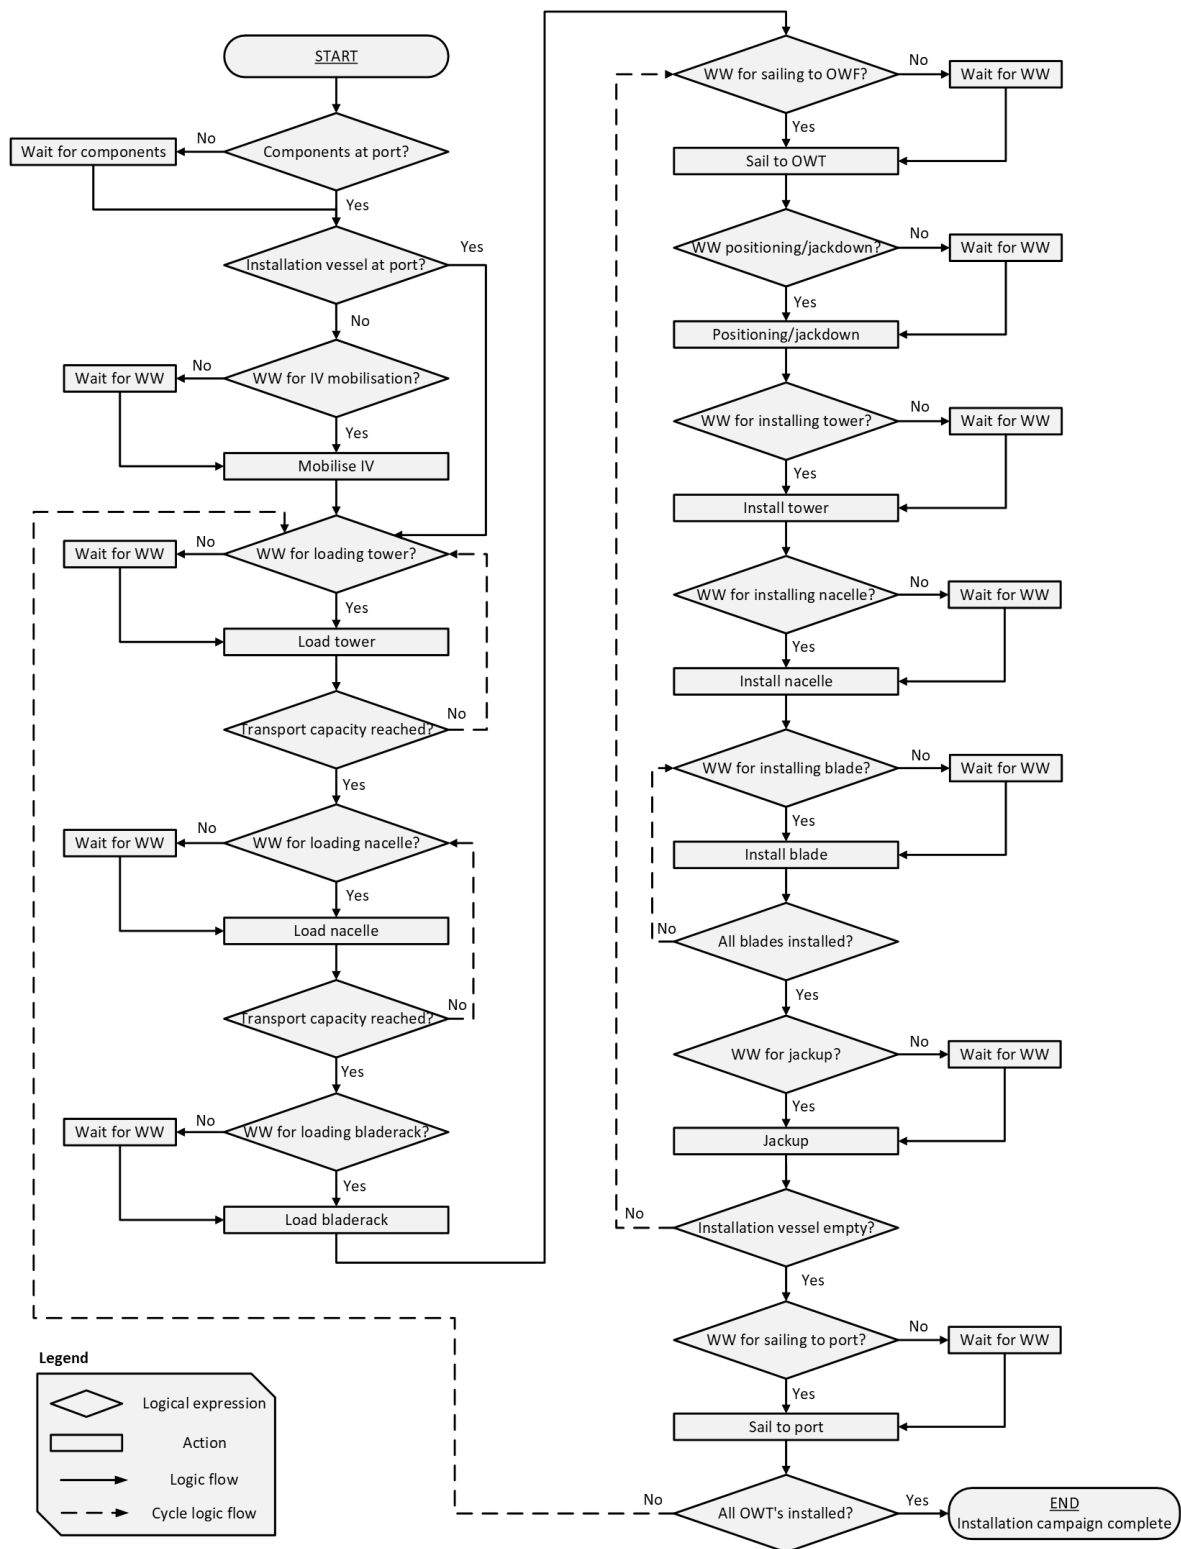 START
Components at port?
No
Wait for components
Yes
Installation vessel at port?
Yes
No
WW for IV mobilisation?
No
Wait for WW
Yes
Mobilise IV
WW for loading tower?
No
Wait for WW
Yes
Load tower
Transport capacity reached?
No
Yes
WW for loading nacelle?
No
Wait for WW
Yes
Load nacelle
Transport capacity reached?
No
Yes
WW for loading bladerack?
No
Wait for WW
Yes
Load bladerack
WW for sailing to OWF?
No
Wait for WW
Yes
Sail to OWT
WW positioning/jackdown?
No
Wait for WW
Yes
Positioning/jackdown
WW for installing tower?
No
Wait for WW
Yes
Install tower
WW for installing nacelle?
No
Wait for WW
Yes
Install nacelle
WW for installing blade?
No
Wait for WW
Yes
Install blade
All blades installed?
No
Yes
WW for jackup?
No
Wait for WW
Yes
Jackup
Installation vessel empty?
No
Yes
WW for sailing to port?
No
Wait for WW
Yes
Sail to port
All OWT's installed?
No
Yes
END
Installation campaign complete
Legend
Logical expression
Action
Logic flow
Cycle logic flow